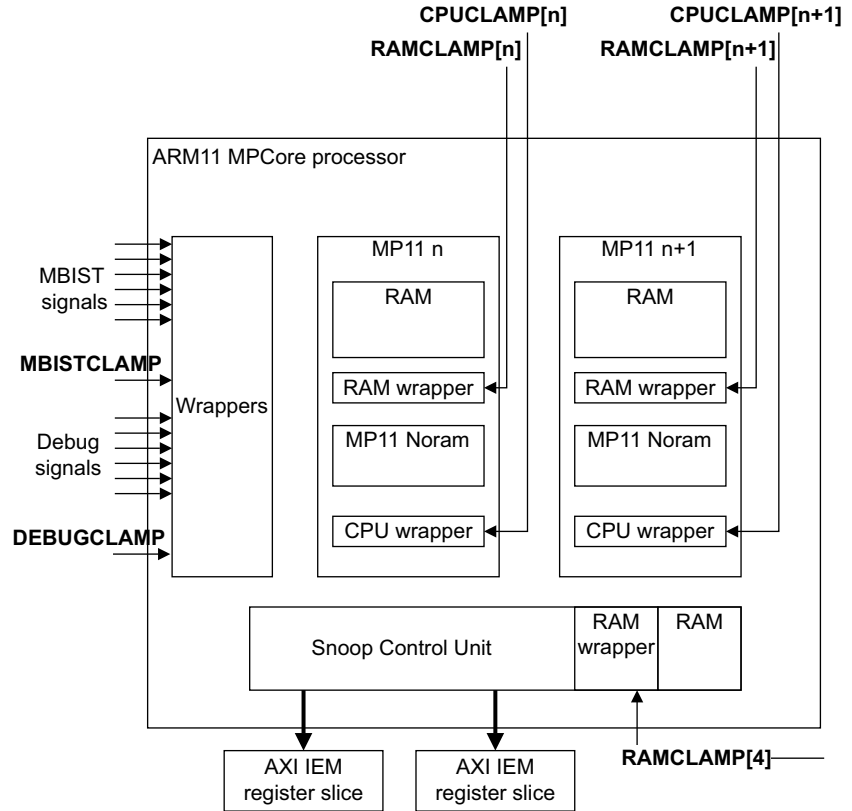 CPUCLAMP[n]
CPUCLAMP[n+1]
RAMCLAMP[n]
RAMCLAMP[n+1]
ARM11 MPCore processor
MBIST
signals
MBISTCLAMP
Debug
signals
DEBUGCLAMP
Wrappers
MP11 n
RAM
RAM wrapper
MP11 Noram
CPU wrapper
MP11 n+1
RAM
RAM wrapper
MP11 Noram
CPU wrapper
Snoop Control Unit
RAM
wrapper
RAM
AXI IEM
register slice
AXI IEM
register slice
RAMCLAMP[4]